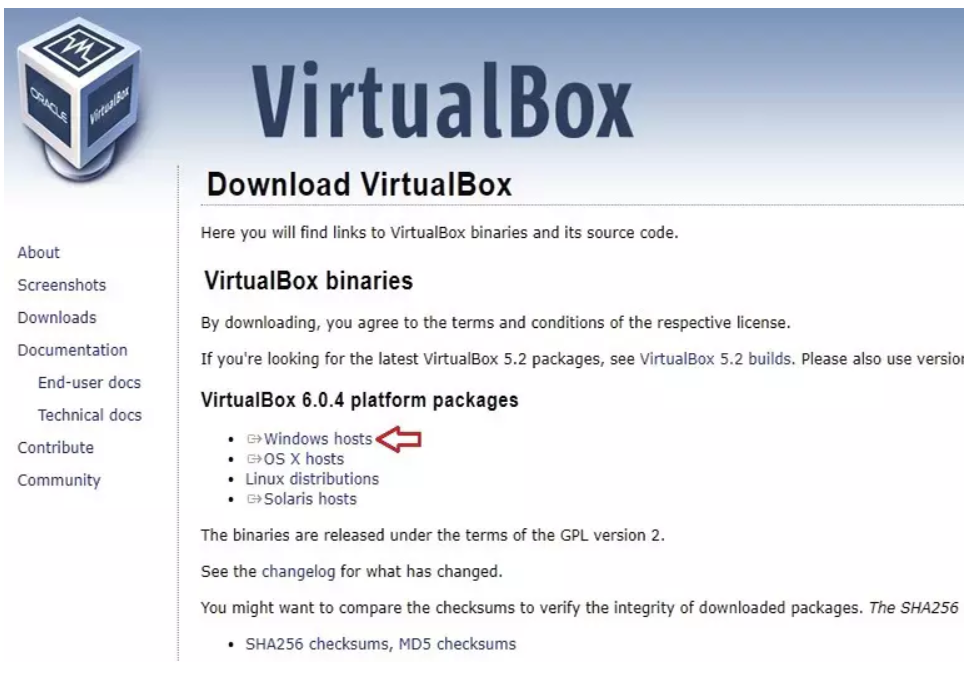 ORACLE
VirtualBox
VirtualBox
Download VirtualBox
Here you will find links to VirtualBox binaries and its source code.
About
Screenshots
Downloads
Documentation
End-user docs
Technical docs
Contribute
Community
VirtualBox binaries
By downloading, you agree to the terms and conditions of the respective license.
If you're looking for the latest VirtualBox 5.2 packages, see VirtualBox 5.2 builds. Please also use version
VirtualBox 6.0.4 platform packages
• Windows hosts
• OS X hosts
• Linux distributions
• Solaris hosts
The binaries are released under the terms of the GPL version 2.
See the changelog for what has changed.
You might want to compare the checksums to verify the integrity of downloaded packages. The SHA256
• SHA256 checksums, MD5 checksums